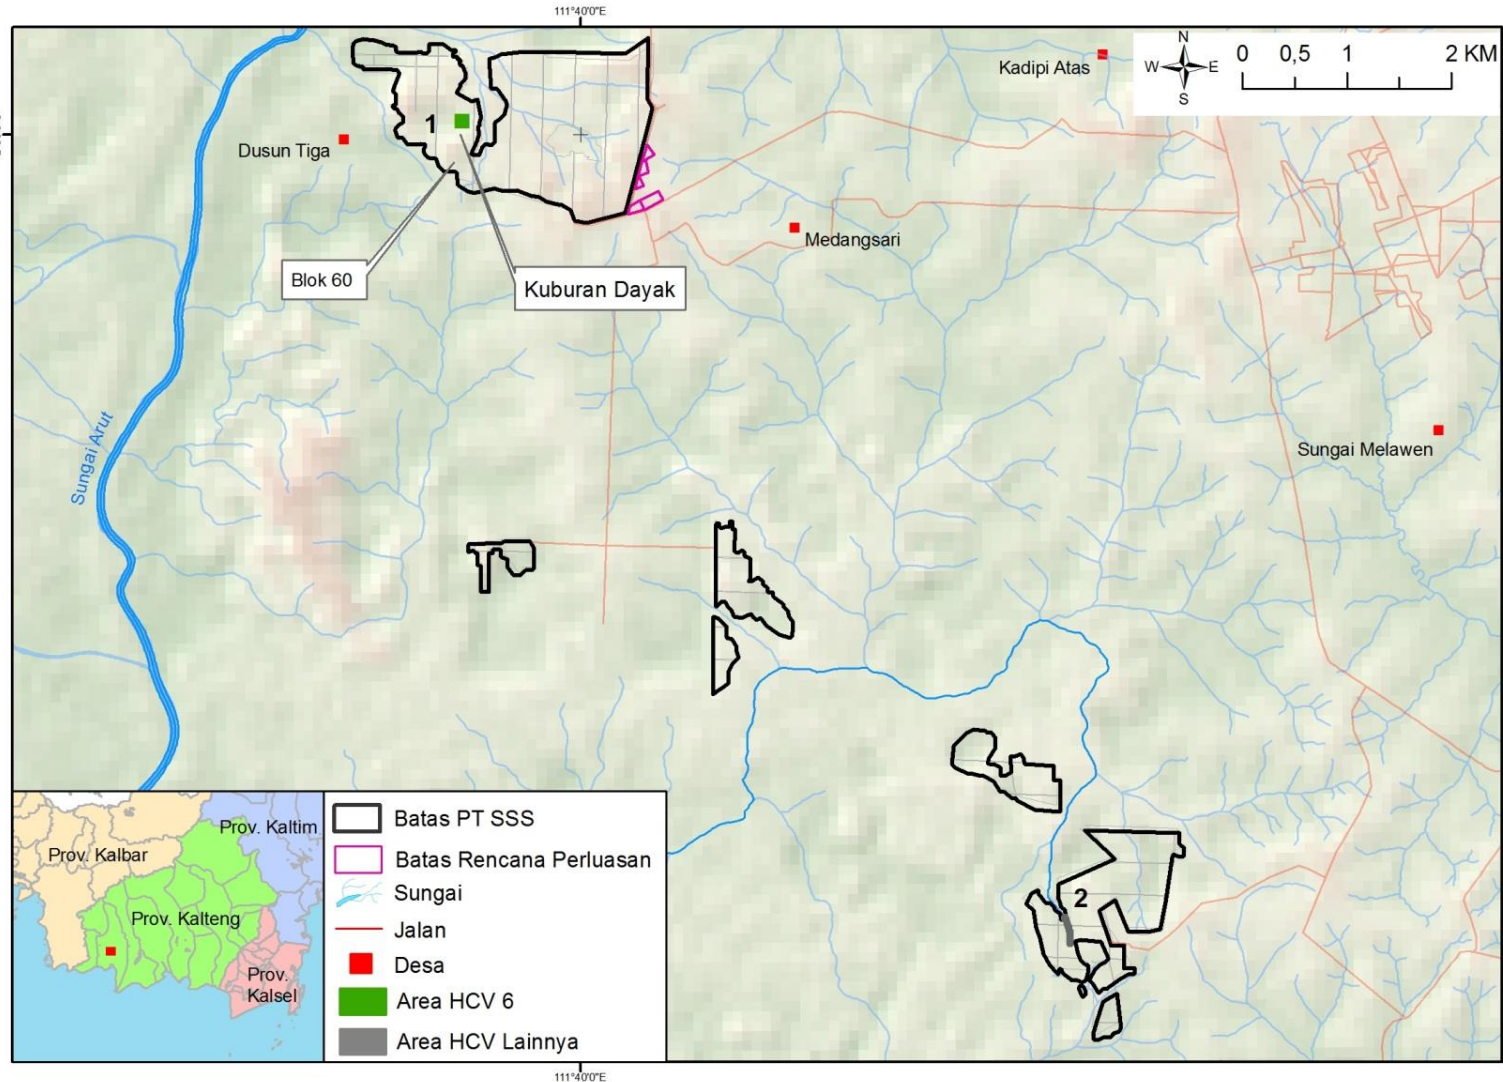 111°40'0"E
N
W
E
S
0 0,5 1 2 KM
Kadipi Atas
1
Dusun Tiga
Medangsari
Blok 60
Kuburan Dayak
Sungai Arut
Sungai Melawen
2
Prov. Kaltim
Prov. Kalbar
Prov. Kalteng
Prov.
Kalsel
Batas PT SSS
Batas Rencana Perluasan
Sungai
Jalan
Desa
Area HCV 6
Area HCV Lainnya
111°40'0"E